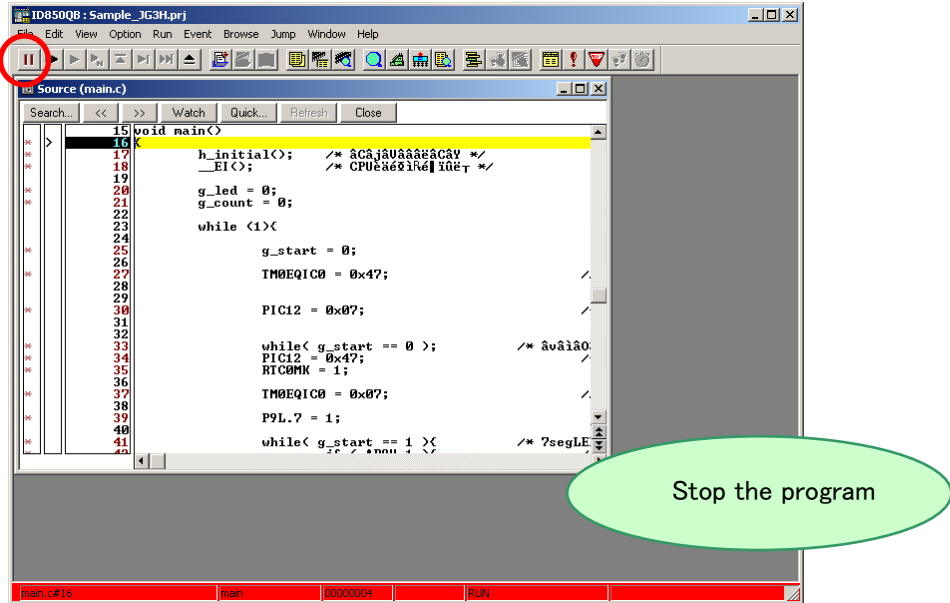 ID850QB : Sample_JG3H.prj
File Edit View Option Run Event Browse Jump Window Help
Source (main.c)
Search... << >> Watch Quick... Refresh Close
15 void main()
* > 16 {
* 17 h_initial(); /* */
* 18 __EI(); /* */
19
* 20 g_led = 0;
* 21 g_count = 0;
22
23 while (1){
24
* 25 g_start = 0;
26
* 27 TM0EQIC0 = 0x47; /
28
29
* 30 PIC12 = 0x07; /
31
32
* 33 while( g_start == 0 ); /*
* 34 PIC12 = 0x47; /
* 35 RTC0MK = 1;
36
* 37 TM0EQIC0 = 0x07; /
38
* 39 P9L.7 = 1;
40
* 41 while( g_start == 1 ){ /* 7segLE
Stop the program
main.c#16 main 00000004 RUN